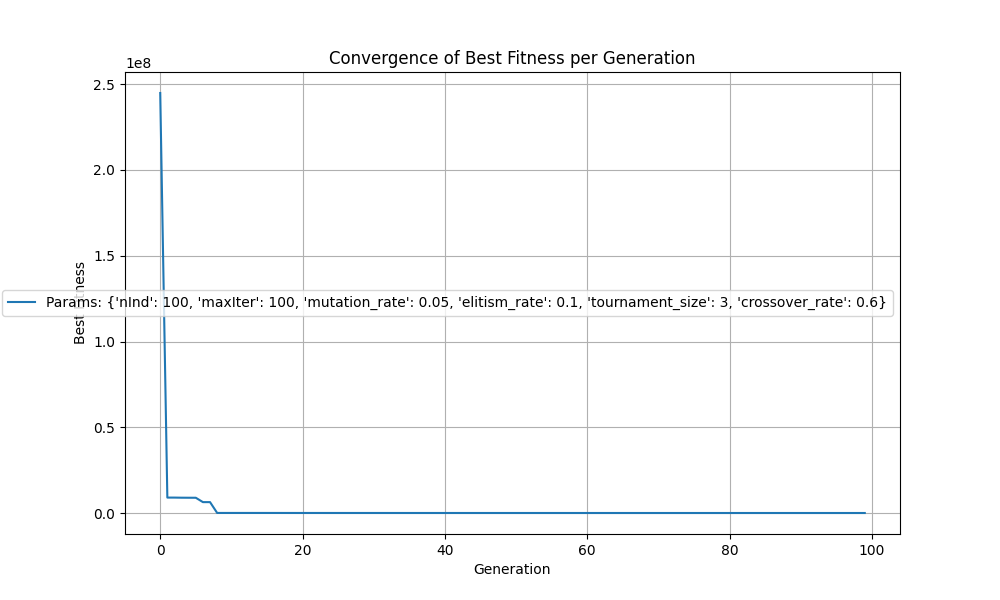 Convergence of Best Fitness per Generation
1e8
2.5
2.0
1.5
1.0
0.5
0.0
Best
ness
Params: {'nInd': 100, 'maxIter': 100, 'mutation_rate': 0.05, 'elitism_rate': 0.1, 'tournament_size': 3, 'crossover_rate': 0.6}
0 20 40 60 80 100
Generation